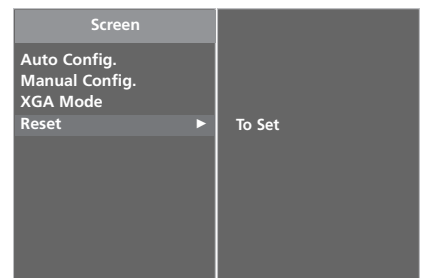 Screen
Auto Config.
Manual Config.
XGA Mode
Reset ►
To Set